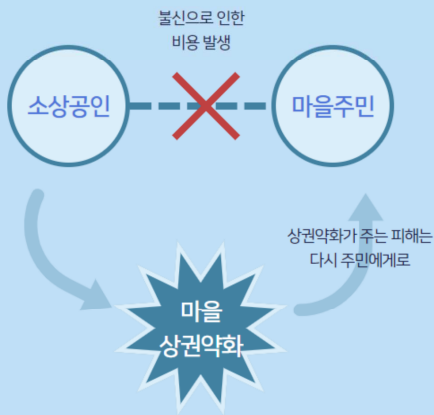 불신으로 인한
비용 발생
소상공인
마을주민
상권약화가 주는 피해는
다시 주민에게로
마을
상권약화